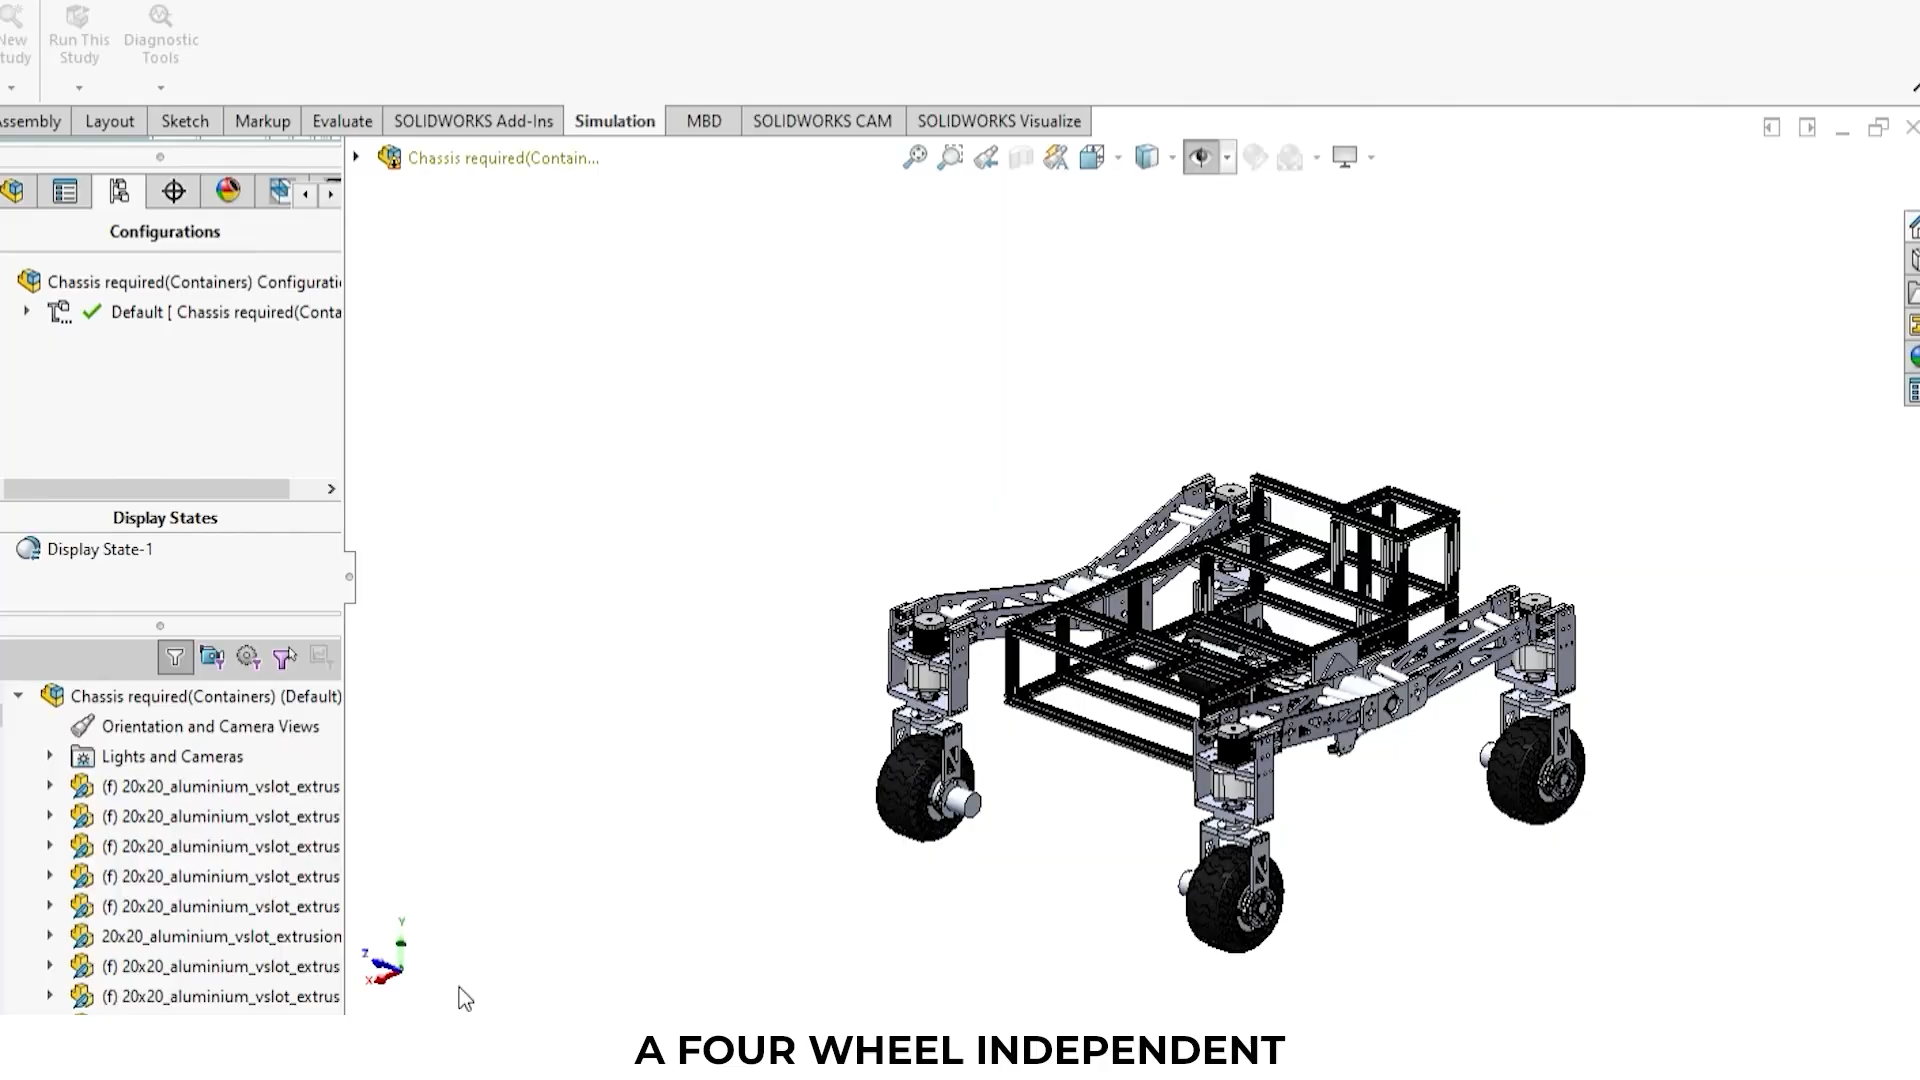 New
Study
Run This
Study
Diagnostic
Tools
Assembly
Layout
Sketch
Markup
Evaluate
SOLIDWORKS Add-Ins
Simulation
MBD
SOLIDWORKS CAM
SOLIDWORKS Visualize
Chassis required(Contain...
Configurations
Chassis required(Containers) Configurati
Default [ Chassis required(Conta
Display States
Display State-1
Chassis required(Containers) (Default)
Orientation and Camera Views
Lights and Cameras
(f) 20x20_aluminium_vslot_extrus
(f) 20x20_aluminium_vslot_extrus
(f) 20x20_aluminium_vslot_extrus
(f) 20x20_aluminium_vslot_extrus
(f) 20x20_aluminium_vslot_extrus
20x20_aluminium_vslot_extrusion
(f) 20x20_aluminium_vslot_extrus
(f) 20x20_aluminium_vslot_extrus
Y
Z
X
A FOUR WHEEL INDEPENDENT